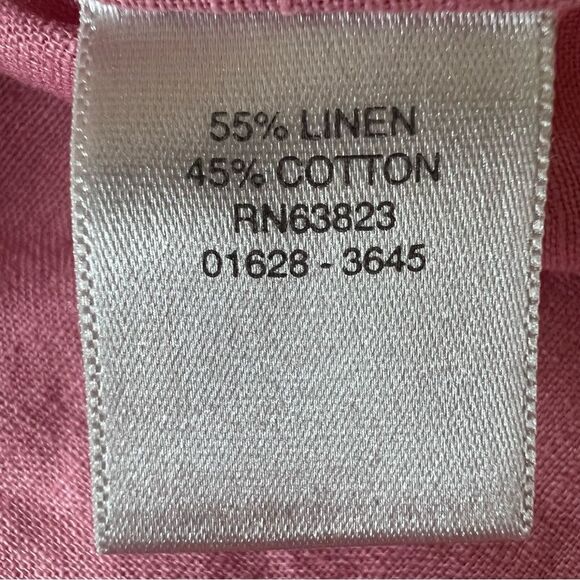 55% LINEN
45% COTTON
RN63823
01628 - 3645